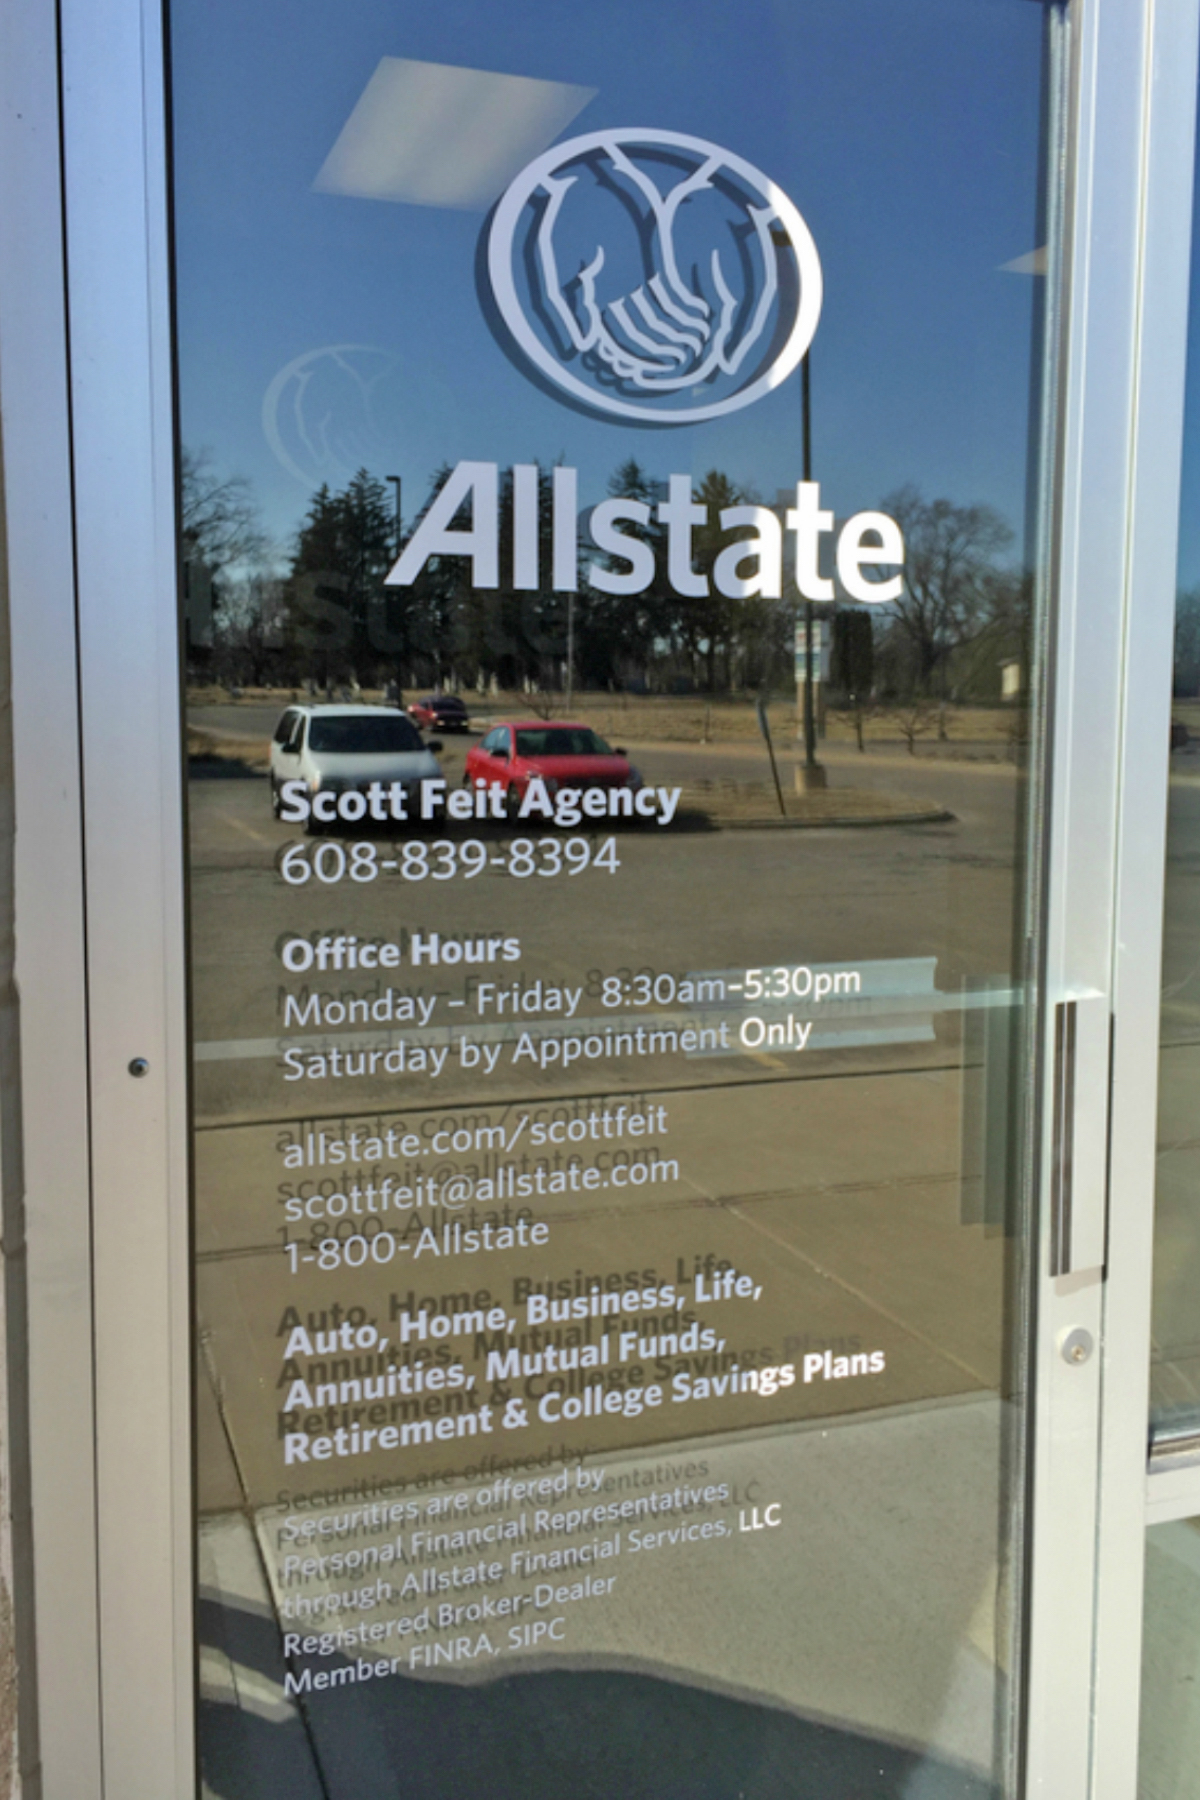 Allstate
Scott Feit Agency
608-839-8394
Office Hours
Monday – Friday 8:30am–5:30pm
Saturday by Appointment Only
allstate.com/scottfeit
scottfeit@allstate.com
1-800-Allstate
Auto, Home, Business, Life,
Annuities, Mutual Funds,
Retirement & College Savings Plans
Securities are offered by
Personal Financial Representatives
through Allstate Financial Services, LLC
Registered Broker-Dealer
Member FINRA, SIPC